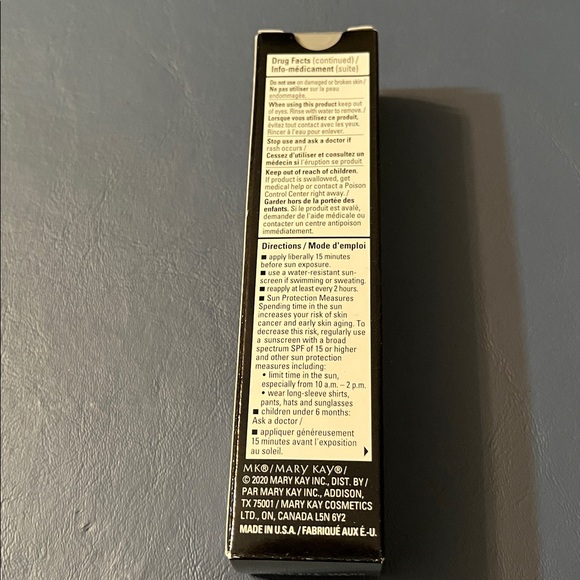 Drug Facts (continued) /
Info-médicament (suite)
Do not use on damaged or broken skin /
Ne pas utiliser sur la peau
endommagée.
When using this product keep out
of eyes. Rinse with water to remove. /
Lorsque vous utilisez ce produit,
évitez tout contact avec les yeux.
Rincer à l'eau pour enlever.
Stop use and ask a doctor if
rash occurs /
Cessez d'utiliser et consultez un
médecin si l'éruption se produit
Keep out of reach of children.
If product is swallowed, get
medical help or contact a Poison
Control Center right away. /
Garder hors de la portée des
enfants. Si le produit est avalé,
demander de l'aide médicale ou
contacter un centre antipoison
immédiatement.
Directions / Mode d'emploi
■ apply liberally 15 minutes
before sun exposure.
■ use a water-resistant sun-
screen if swimming or sweating.
■ reapply at least every 2 hours.
■ Sun Protection Measures
Spending time in the sun
increases your risk of skin
cancer and early skin aging. To
decrease this risk, regularly use
a sunscreen with a broad
spectrum SPF of 15 or higher
and other sun protection
measures including:
• limit time in the sun,
especially from 10 a.m. – 2 p.m.
• wear long-sleeve shirts,
pants, hats and sunglasses
■ children under 6 months:
Ask a doctor /
■ appliquer généreusement
15 minutes avant l'exposition
au soleil.
MK®/MARY KAY®/
© 2020 MARY KAY INC., DIST. BY /
PAR MARY KAY INC., ADDISON,
TX 75001 / MARY KAY COSMETICS
LTD., ON, CANADA L5N 6Y2
MADE IN U.S.A. / FABRIQUÉ AUX É.-U.